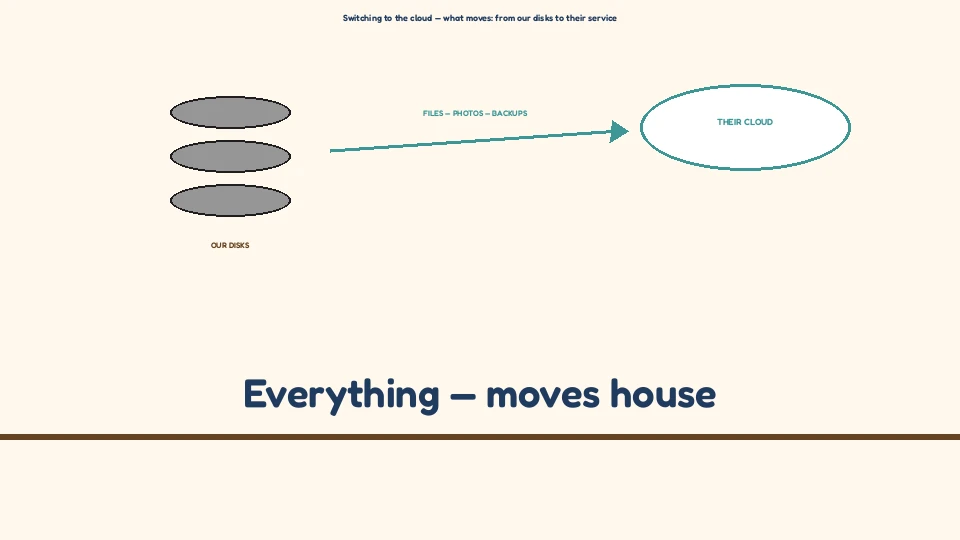 Switching to the cloud — what moves: from our disks to their service
FILES — PHOTOS — BACKUPS
THEIR CLOUD
OUR DISKS
Everything — moves house